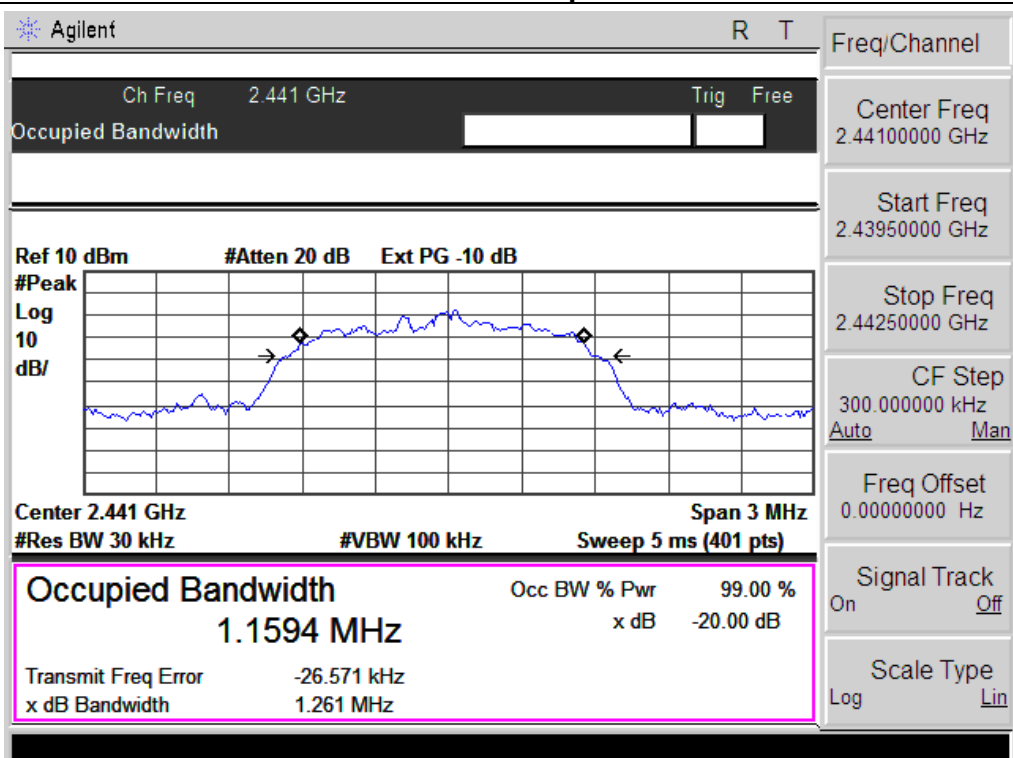 Agilent R T
Ch Freq 2.441 GHz Trig Free
Occupied Bandwidth
Ref 10 dBm #Atten 20 dB Ext PG -10 dB
#Peak
Log
10
dB/
Center 2.441 GHz Span 3 MHz
#Res BW 30 kHz #VBW 100 kHz Sweep 5 ms (401 pts)
Occupied Bandwidth
1.1594 MHz
Occ BW % Pwr 99.00 %
x dB -20.00 dB
Transmit Freq Error -26.571 kHz
x dB Bandwidth 1.261 MHz
Freq/Channel
Center Freq
2.44100000 GHz
Start Freq
2.43950000 GHz
Stop Freq
2.44250000 GHz
CF Step
300.000000 kHz
Auto Man
Freq Offset
0.00000000 Hz
Signal Track
On Off
Scale Type
Log Lin